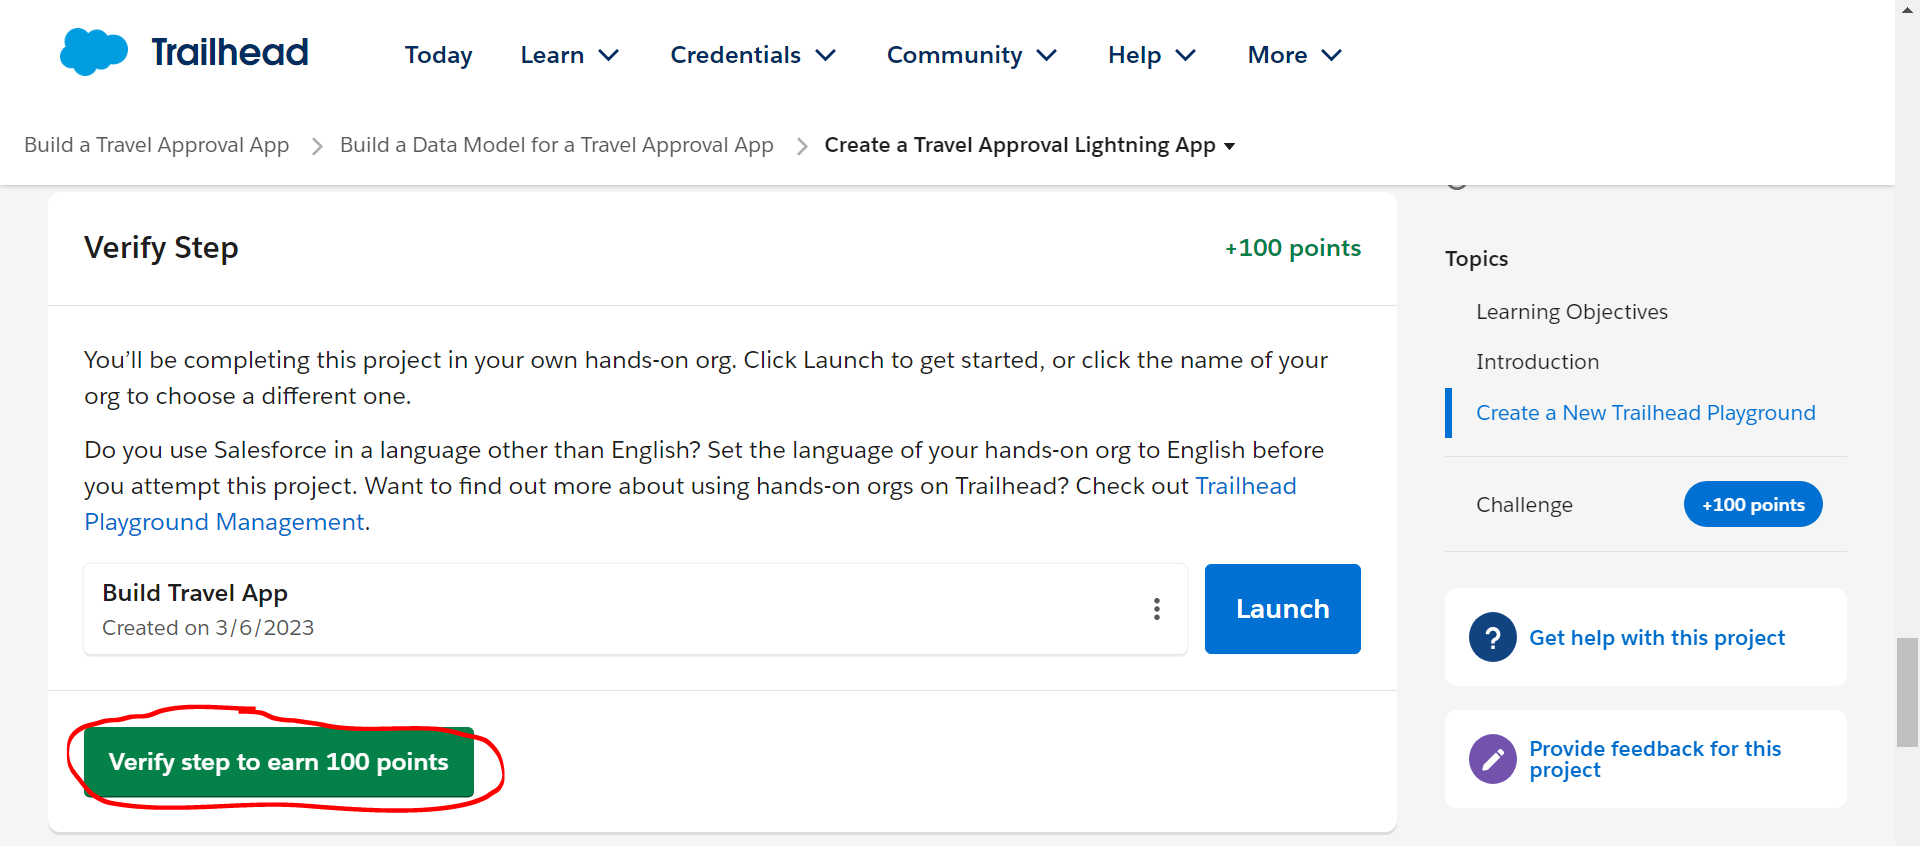 Trailhead
Today Learn Credentials Community Help More
Build a Travel Approval App Build a Data Model for a Travel Approval App Create a Travel Approval Lightning App
Verify Step
+100 points
You’ll be completing this project in your own hands-on org. Click Launch to get started, or click the name of your
org to choose a different one.
Do you use Salesforce in a language other than English? Set the language of your hands-on org to English before
you attempt this project. Want to find out more about using hands-on orgs on Trailhead? Check out Trailhead
Playground Management.
Build Travel App
Created on 3/6/2023
Launch
Verify step to earn 100 points
Topics
Learning Objectives
Introduction
Create a New Trailhead Playground
Challenge
+100 points
?
Get help with this project
Provide feedback for this
project